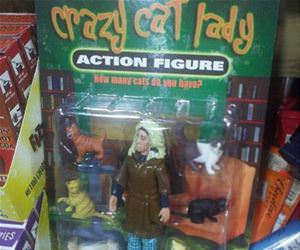 crazy cat lady
ACTION FIGURE
How many cats do you have?